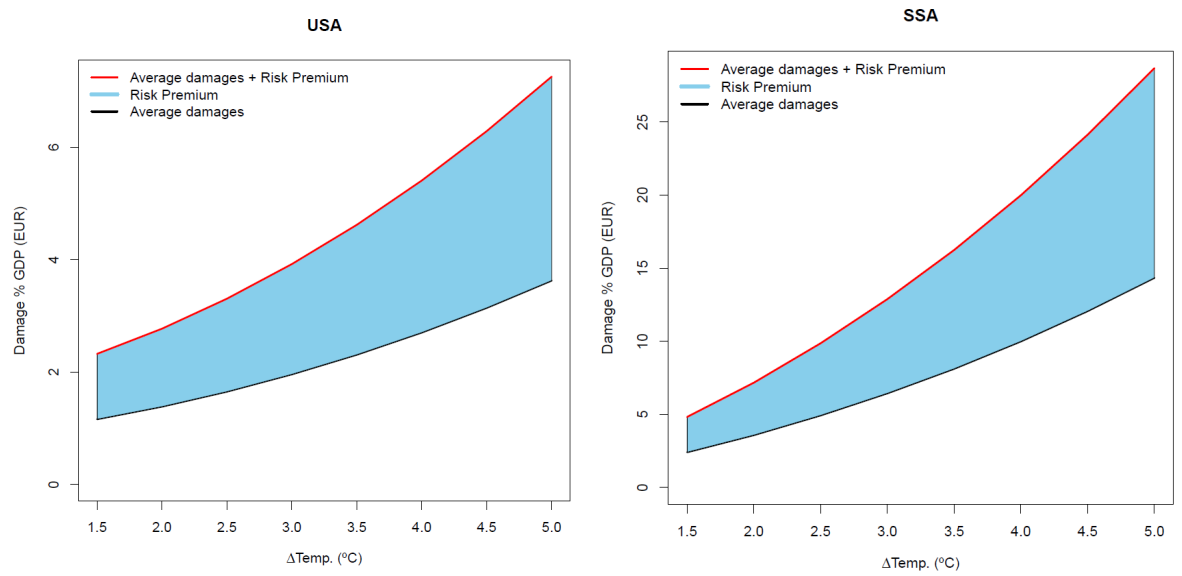 USA
Average damages + Risk Premium
Risk Premium
Average damages
Damage % GDP (EUR)
6
4
2
0
1.5 2.0 2.5 3.0 3.5 4.0 4.5 5.0
ΔTemp. (ºC)
SSA
Average damages + Risk Premium
Risk Premium
Average damages
Damage % GDP (EUR)
25
20
15
10
5
0
1.5 2.0 2.5 3.0 3.5 4.0 4.5 5.0
ΔTemp. (ºC)